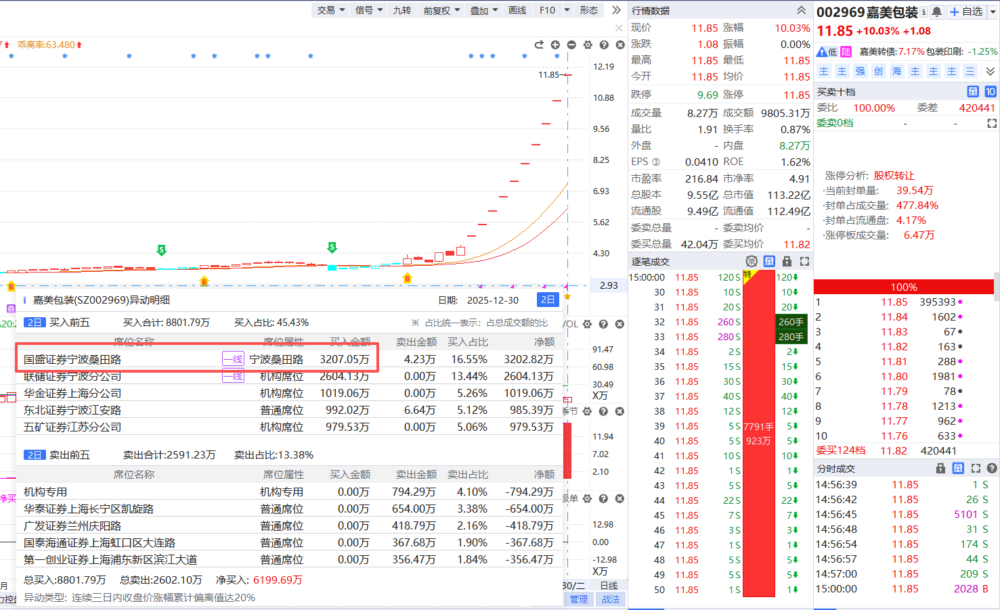 交易 信号 九转 前复权 叠加 画线 F10 形态
乖离率:63.480
11.85
12.19
10.88
9.56
8.25
6.93
5.62
4.30
2.93
S
S
B
B
B
嘉美包装(SZ002969)异动明细 日期: 2025-12-30 2日
2日 买入前五 买入合计: 8801.79万 买入占比: 45.43% ※ 占比统一表示: 占总成交额的比
席位名称 席位属性 买入金额 卖出金额 买入占比 净额
国盛证券宁波桑田路 一线 宁波桑田路 3207.05万 4.23万 16.55% 3202.82万
联储证券宁波分公司 一线 机构席位 2604.13万 0.00万 13.44% 2604.13万
华金证券上海分公司 机构席位 1019.06万 0.00万 5.26% 1019.06万
东北证券宁波江安路 普通席位 992.02万 6.64万 5.12% 985.39万
五矿证券江苏分公司 机构席位 979.53万 0.00万 5.06% 979.53万
2日 卖出前五 卖出合计:2591.23万 卖出占比:13.38%
席位名称 席位属性 买入金额 卖出金额 卖出占比 净额
机构专用 机构专用 0.00万 794.29万 4.10% -794.29万
华泰证券上海长宁区凯旋路 普通席位 0.00万 654.00万 3.38% -654.00万
广发证券兰州庆阳路 普通席位 0.00万 418.79万 2.16% -418.79万
国泰海通证券上海虹口区大连路 普通席位 0.00万 367.68万 1.90% -367.68万
第一创业证券上海浦东新区滨江大道 普通席位 0.00万 356.47万 1.84% -356.47万
总买入:8801.79万 总卖出:2602.10万 净买入: 6199.69万
异动类型: 连续三日内收盘价涨幅累计偏离值达20%
VOL
91.47
60.98
30.49
X万
季节
11.94
7.02
2.10
单
12.98
0.00
-12.98
X万
30/二 日线
管理 战法
净买
月
行情数据
现价 11.85 涨幅 10.03%
涨跌 1.08 振幅 0.00%
最高 11.85 最低 11.85
今开 11.85 均价 11.85
跌停 9.69 涨停 11.85
成交量 8.27万 成交额 9805.31万
量比 1.91 换手率 0.87%
外盘 - 内盘 8.27万
EPS ③ 0.0410 ROE 1.62%
市盈率 216.84 市净率 4.91
总股本 9.55亿 总市值 113.22亿
流通股 9.49亿 流通值 112.49亿
委卖总量 - 委卖均价 -
委买总量 42.04万 委买均价 11.82
逐笔成交 单 量
15:00:00 11.85 120 S 特 120
30 11.85 10 S 10
31 11.85 20 S 20
32 11.85 260 S 260手
33 11.85 280 S 280手
34 11.85 2 S 2
35 11.85 15 S 15
36 11.85 30 S 30
37 11.85 40 S 40
38 11.85 12 S 12
39 11.85 5 S 7791手 5
40 11.85 5 S 923万 5
41 11.85 10 S 10
42 11.85 1 S 1
43 11.85 5 S 5
44 11.85 22 S 22
45 11.85 7 S 7
46 11.85 3 S 3
47 11.85 1 S 1
48 11.85 5 S 5
49 11.85 5 S 5
50 11.85 1 S 1
002969 嘉美包装 自选
11.85 +10.03% +1.08
低 陆 嘉美转债:7.17% 包装印刷: -1.25%
主 主 强 创 海 主 主 主 三
买卖十档 量 10
委比 100.00% 委差 420441
委卖0档 - -
涨停分析: 股权转让
·当前封单量: 39.54万
·封单占成交量: 477.84%
·封单占流通盘: 4.17%
·涨停板成交量: 6.47万
100%
1 11.85 395393
2 11.84 1602
3 11.83 67
4 11.82 163
5 11.81 288
6 11.80 1981
7 11.79 78
8 11.78 1213
9 11.77 962
10 11.76 633
委买124档 11.82 420441
分时成交 量
14:56:39 11.85 1 S
14:56:42 11.85 26 S
14:56:45 11.85 5101 S
14:56:48 11.85 31 S
14:56:54 11.85 174 S
14:56:57 11.85 44 S
14:57:00 11.85 209 S
15:00:00 11.85 2028 B